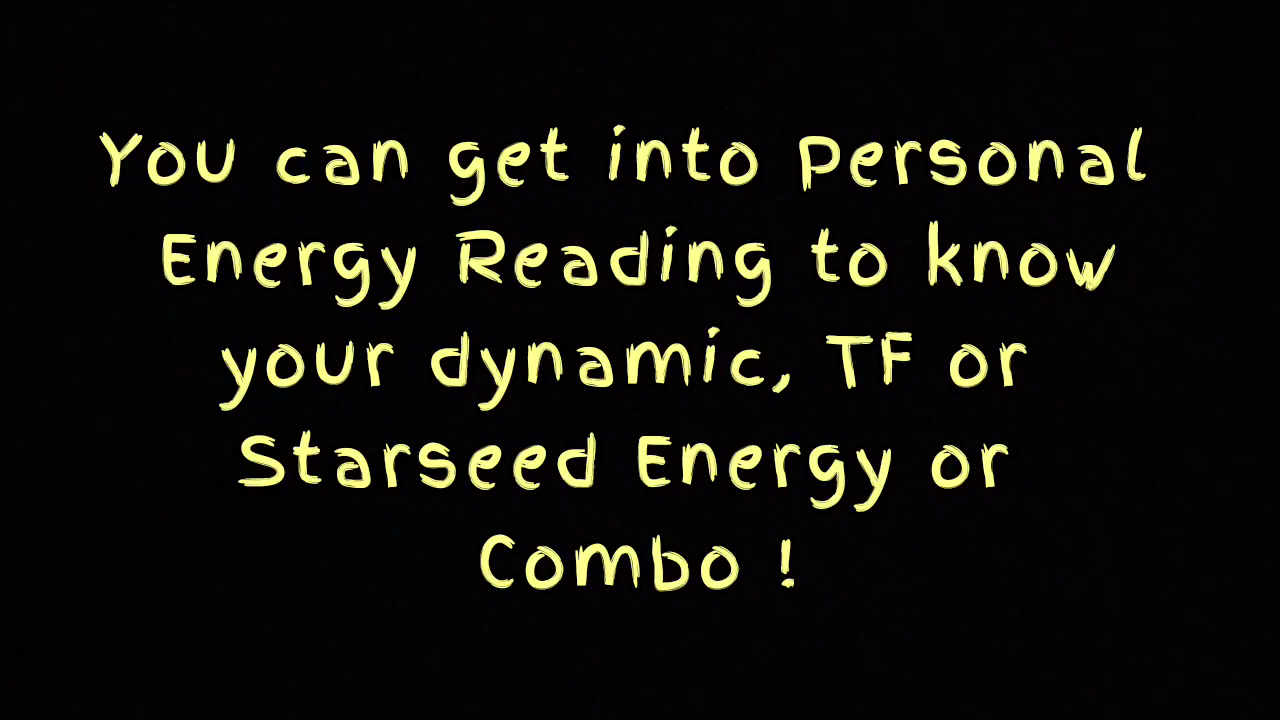 You can get into Personal
Energy Reading to know
your dynamic, TF or
Starseed Energy or
Combo !